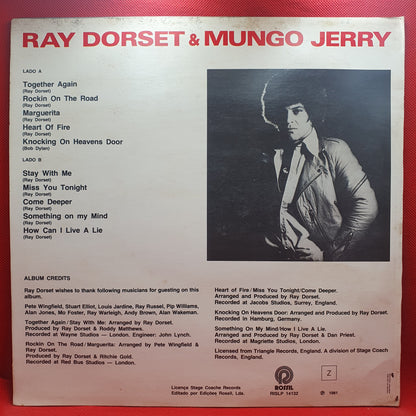 RAY DORSET & MUNGO JERRY
LADO A
Together Again
(Ray Dorset)
Rockin On The Road
(Ray Dorset)
Marguerita
(Ray Dorset)
Heart Of Fire
(Ray Dorset)
Knocking On Heavens Door
(Bob Dylan)
LADO B
Stay With Me
(Ray Dorset)
Miss You Tonight
(Ray Dorset)
Come Deeper
(Ray Dorset)
Something on my Mind
(Ray Dorset)
How Can I Live A Lie
(Ray Dorset)
ALBUM CREDITS
Ray Dorset wishes to thank following musicians for guesting on this
album.
Pete Wingfield, Stuart Elliot, Louis Jardine, Ray Russel, Pip Williams,
Alan Jones, Mo Foster, Ray Warleigh, Andy Brown, Alan Wakeman.
Together Again/Stay With Me: Arranged by Ray Dorset.
Produced by Ray Dorset & Roddy Matthews.
Recorded at Wayne Studios — London. Engineer: John Lynch.
Rockin On The Road/Marguerita: Arranged by Pete Wingfield &
Ray Dorset.
Produced by Ray Dorset & Ritchie Gold.
Recorded at Red Bus Studios — London.
Heart of Fire/Miss You Tonight/Come Deeper.
Arranged and Produced by Ray Dorset.
Recorded at Jacobs Studios, Surrey, England.
Knocking On Heavens Door: Arranged and Produced by Ray Dorset.
Recorded in Hamburg, Germany.
Something On My Mind/How I Live A Lie.
Arranged and Produced by Ray Dorset & Dan Priest.
Recorded at Magritte Studios, London.
Licensed from Triangle Records, England. A division of Stage Coach
Records, England.
Licença Stage Coache Records
Editado por Edições Rossil, Lda.
ROSSIL
RISLP 14132
Z
℗ 1981